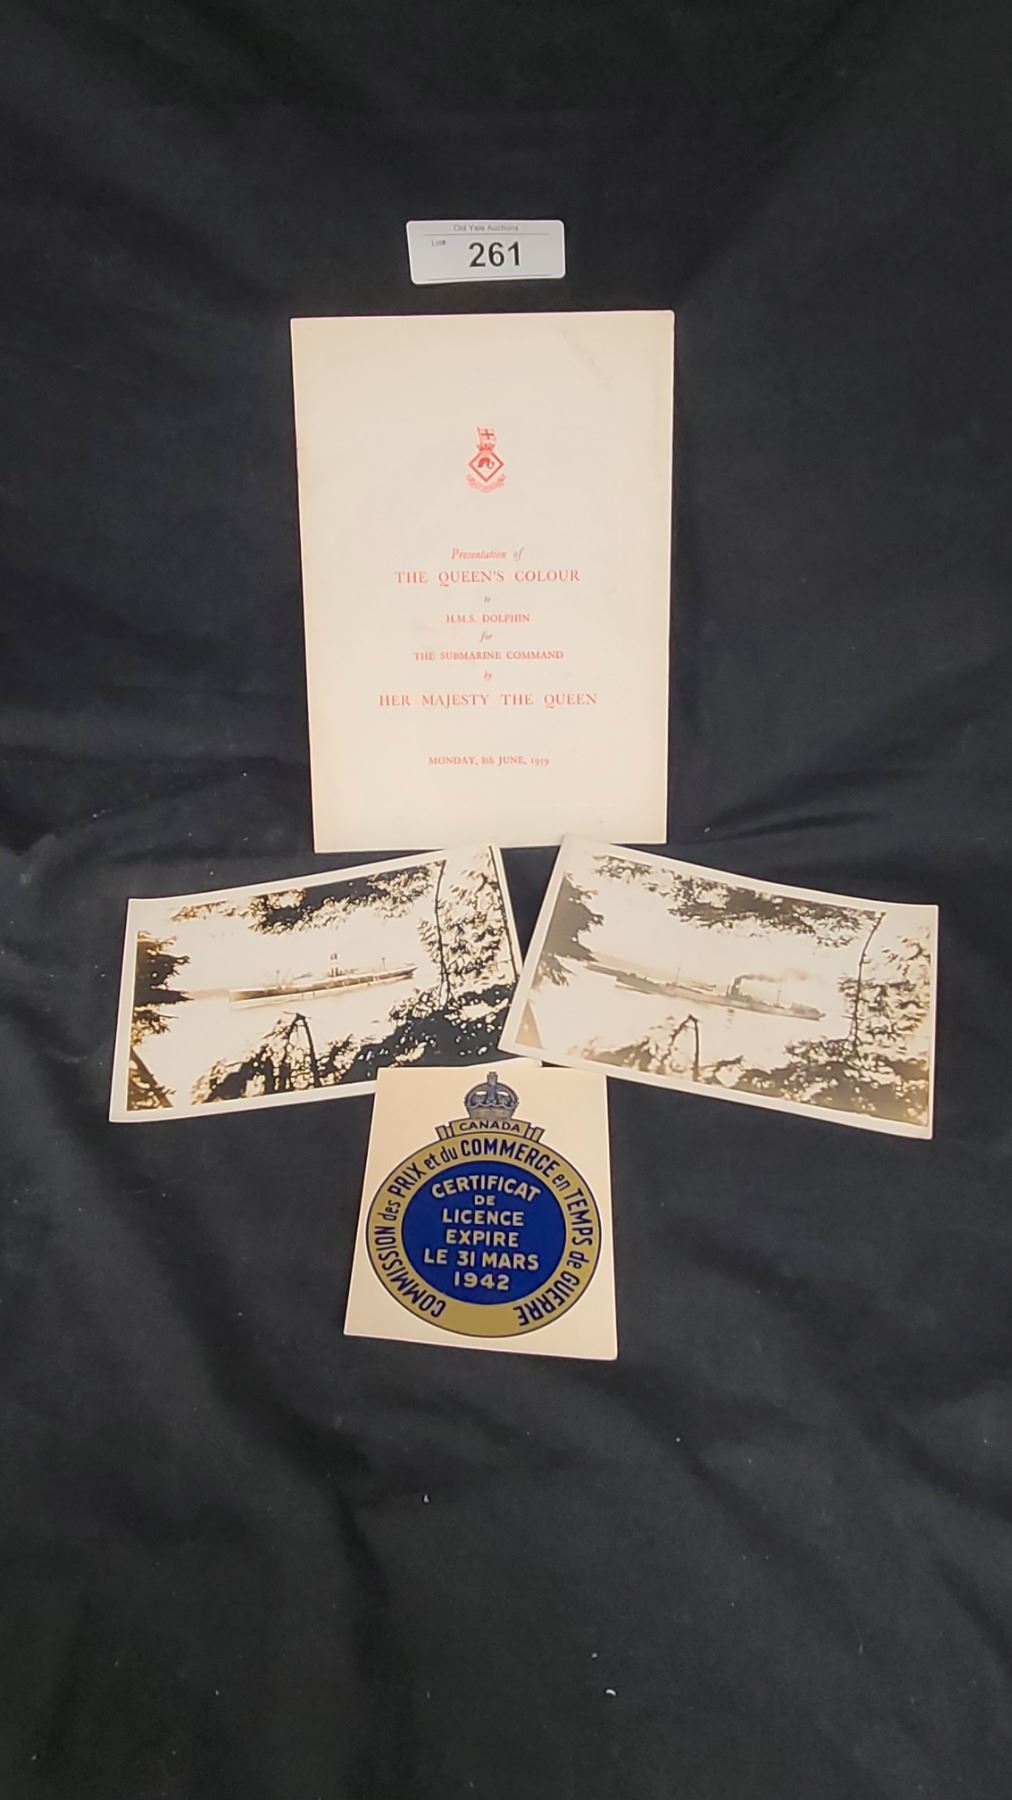 Old Yale Auctions
Lot#
261
Presentation of
THE QUEEN'S COLOUR
to
H.M.S. DOLPHIN
for
THE SUBMARINE COMMAND
by
HER MAJESTY THE QUEEN
MONDAY, 8th JUNE, 1959
CANADA
COMMISSION des PRIX et du COMMERCE en TEMPS de GUERRE
CERTIFICAT
DE
LICENCE
EXPIRE
LE 31 MARS
1942